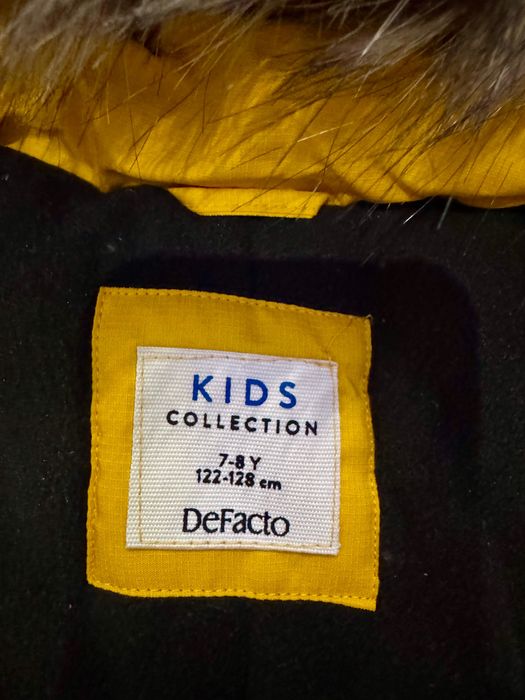 KIDS
COLLECTION
7-8 Y
122-128 cm
DeFacto